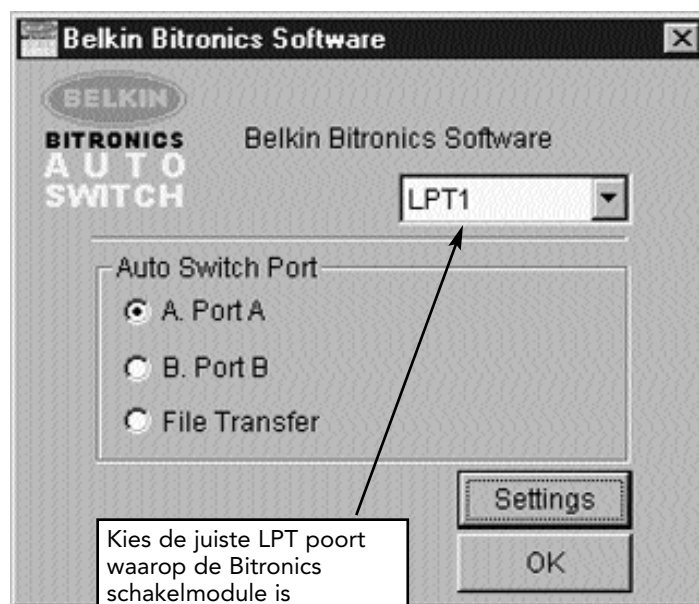 Belkin Bitronics Software
BELKIN
BITRONICS
AUTO
SWITCH
Belkin Bitronics Software
LPT1
Auto Switch Port
A. Port A
B. Port B
File Transfer
Settings
OK
Kies de juiste LPT poort
waarop de Bitronics
schakelmodule is